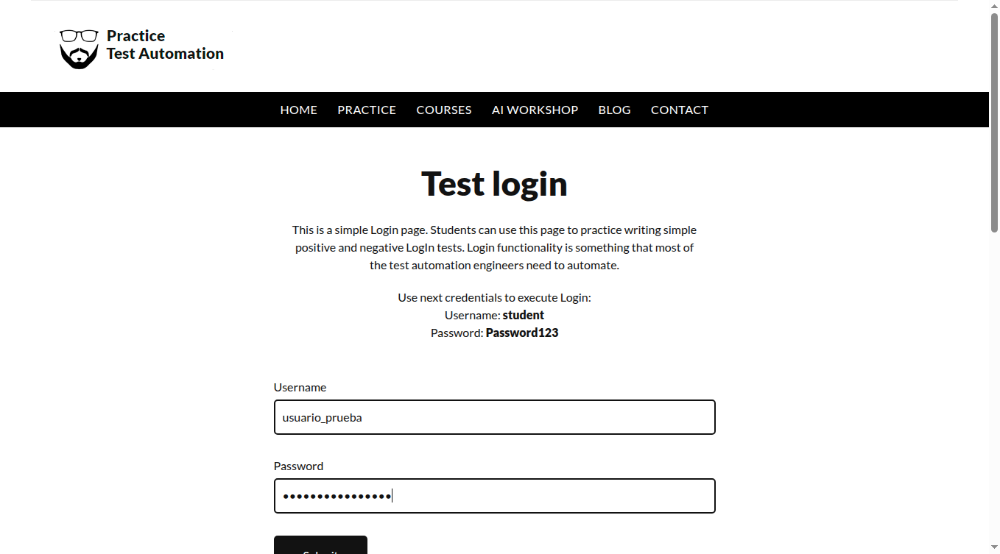 Practice
Test Automation
HOME PRACTICE COURSES AI WORKSHOP BLOG CONTACT
Test login
This is a simple Login page. Students can use this page to practice writing simple
positive and negative LogIn tests. Login functionality is something that most of
the test automation engineers need to automate.
Use next credentials to execute Login:
Username: student
Password: Password123
Username
usuario_prueba
Password
••••••••••••••••
Submit